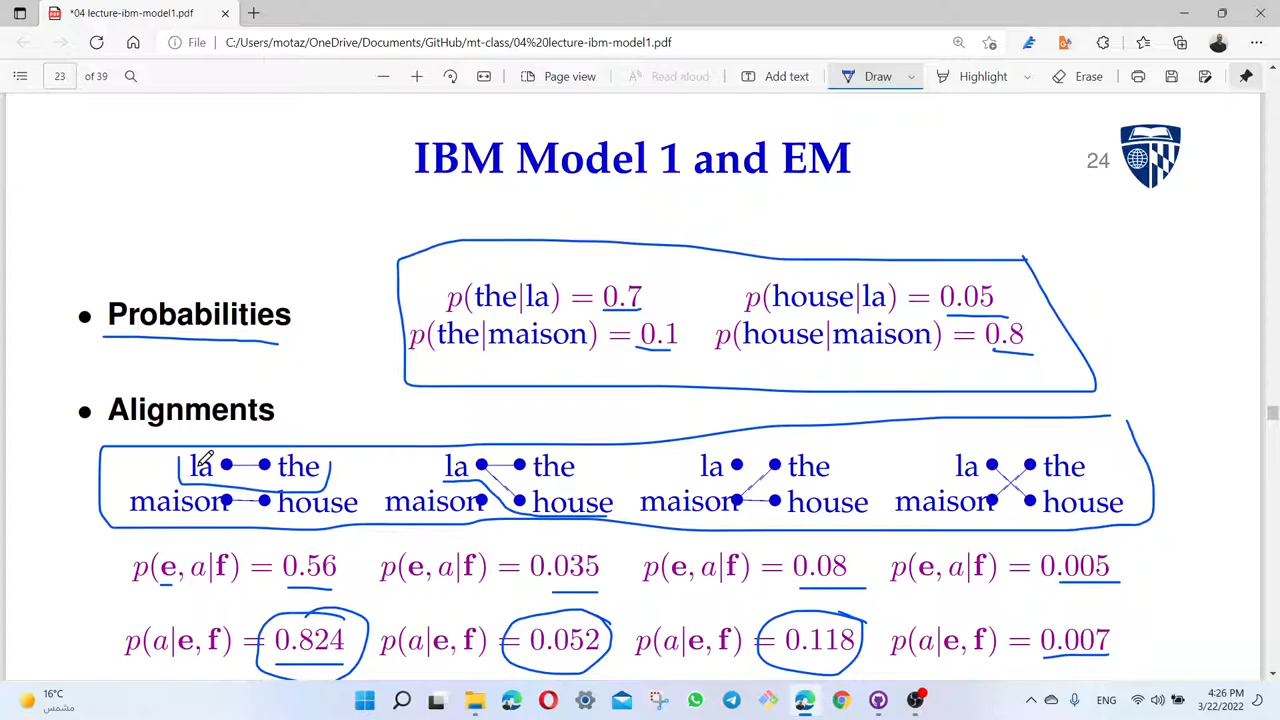 *04 lecture-ibm-model1.pdf
File C:/Users/motaz/OneDrive/Documents/GitHub/mt-class/04%20lecture-ibm-model1.pdf
23 of 39 Page view Read aloud Add text Draw Highlight Erase
IBM Model 1 and EM
24
• Probabilities
p(the|la) = 0.7 p(house|la) = 0.05
p(the|maison) = 0.1 p(house|maison) = 0.8
• Alignments
la the la the la the la the
maison house maison house maison house maison house
p(e, a|f) = 0.56 p(e, a|f) = 0.035 p(e, a|f) = 0.08 p(e, a|f) = 0.005
p(a|e, f) = 0.824 p(a|e, f) = 0.052 p(a|e, f) = 0.118 p(a|e, f) = 0.007
16°C
مشمس
ENG
4:26 PM
3/22/2022